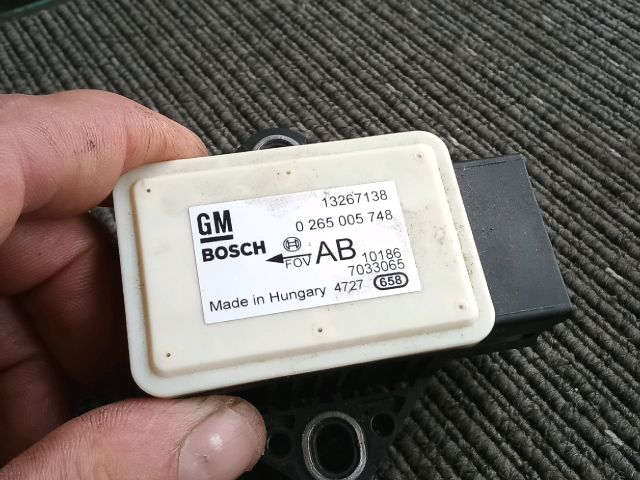 13267138
GM 0 265 005 748
BOSCH AB 10186
FOV 7033065
Made in Hungary 4727 658